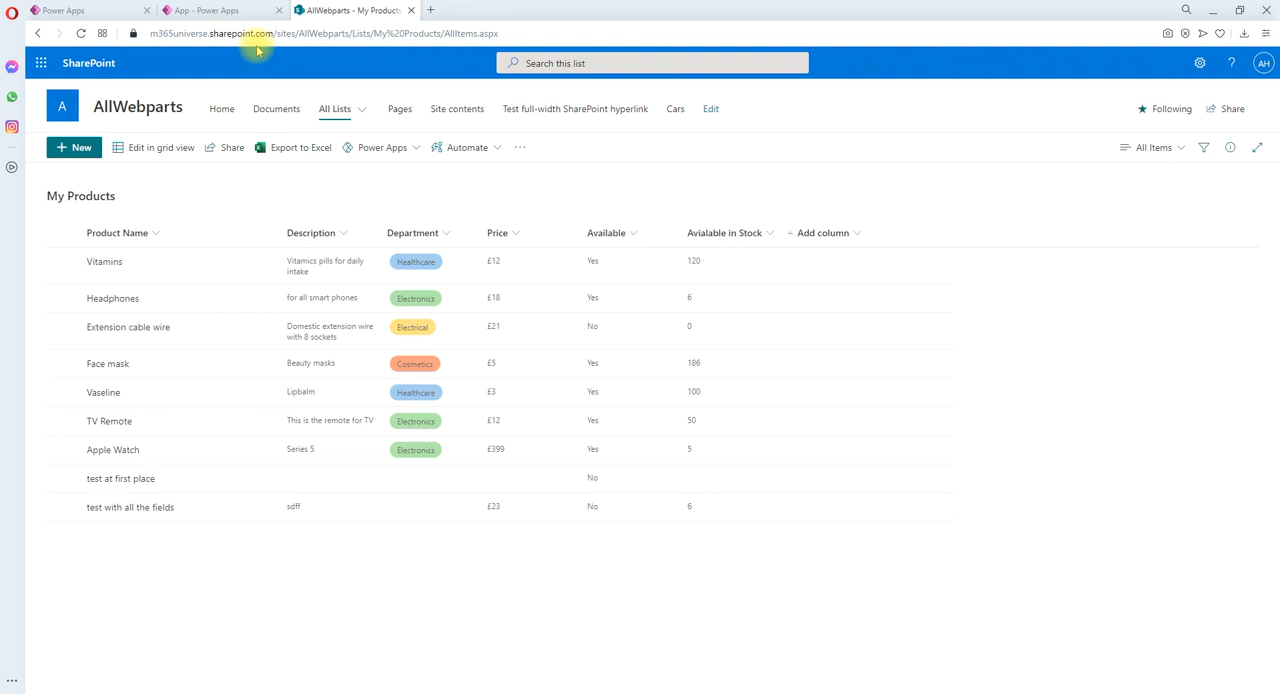 Power Apps
App - Power Apps
AllWebparts - My Products
m365universe.sharepoint.com/sites/AllWebparts/Lists/My%20Products/AllItems.aspx
SharePoint
Search this list
?
AH
A
AllWebparts
Home
Documents
All Lists
Pages
Site contents
Test full-width SharePoint hyperlink
Cars
Edit
Following
Share
+ New
Edit in grid view
Share
Export to Excel
Power Apps
Automate
...
All Items
My Products
Product Name
Description
Department
Price
Available
Avialable in Stock
+ Add column
Vitamins
Vitamics pills for daily
intake
Healthcare
£12
Yes
120
Headphones
for all smart phones
Electronics
£18
Yes
6
Extension cable wire
Domestic extension wire
with 8 sockets
Electrical
£21
No
0
Face mask
Beauty masks
Cosmetics
£5
Yes
186
Vaseline
Lipbalm
Healthcare
£3
Yes
100
TV Remote
This is the remote for TV
Electronics
£12
Yes
50
Apple Watch
Series 5
Electronics
£399
Yes
5
test at first place
No
test with all the fields
sdff
£23
No
6